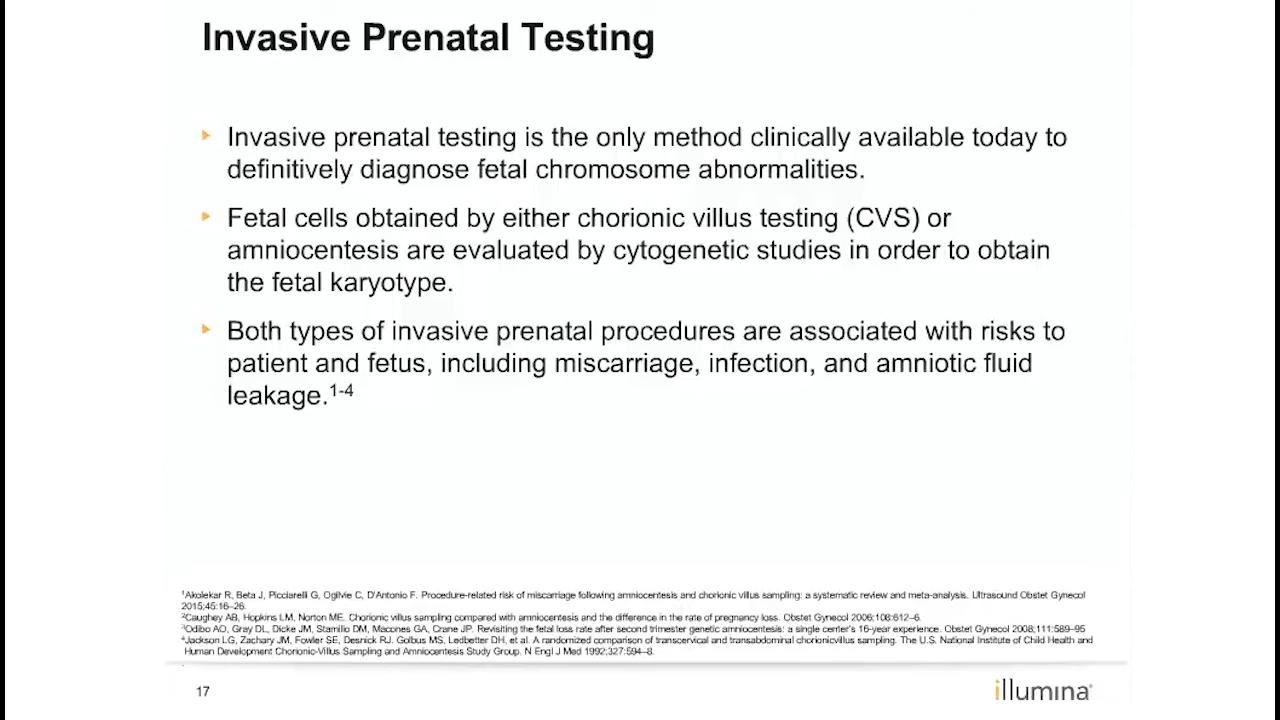 Invasive Prenatal Testing
Invasive prenatal testing is the only method clinically available today to
definitively diagnose fetal chromosome abnormalities.
Fetal cells obtained by either chorionic villus testing (CVS) or
amniocentesis are evaluated by cytogenetic studies in order to obtain
the fetal karyotype.
Both types of invasive prenatal procedures are associated with risks to
patient and fetus, including miscarriage, infection, and amniotic fluid
leakage.1-4
1Akolekar R, Beta J, Picciarelli G, Ogilvie C, D'Antonio F. Procedure-related risk of miscarriage following amniocentesis and chorionic villus sampling: a systematic review and meta-analysis. Ultrasound Obstet Gynecol
2015;45:16–26.
2Caughey AB, Hopkins LM, Norton ME. Chorionic villus sampling compared with amniocentesis and the difference in the rate of pregnancy loss. Obstet Gynecol 2006;108:612–6.
3Odibo AO, Gray DL, Dicke JM, Stamillo DM, Macones GA, Crane JP. Revisiting the fetal loss rate after second trimester genetic amniocentesis: a single center's 16-year experience. Obstet Gynecol 2008;111:589–95
4Jackson LG, Zachary JM, Fowler SE, Desnick RJ. Golbus MS, Ledbetter DH, et al. A randomized comparison of transcervical and transabdominal chorionicvillus sampling. The U.S. National Institute of Child Health and
Human Development Chorionic-Villus Sampling and Amniocentesis Study Group. N Engl J Med 1992;327:594–8.
17
illumina®